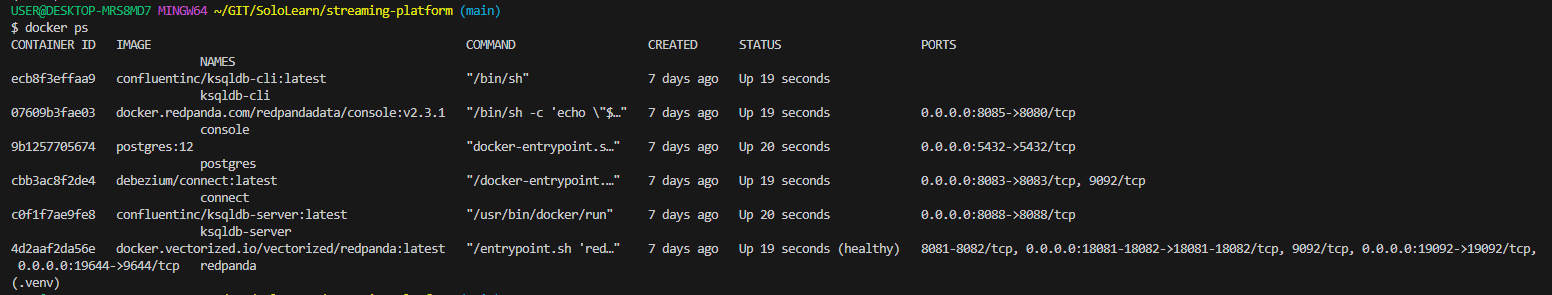 USER@DESKTOP-MRS8MD7 MINGW64 ~/GIT/SoloLearn/streaming-platform (main)
$ docker ps
CONTAINER ID   IMAGE                                            COMMAND                  CREATED      STATUS                    PORTS
                         NAMES
ecb8f3effaa9   confluentinc/ksqldb-cli:latest                   "/bin/sh"                7 days ago   Up 19 seconds
                         ksqldb-cli
07609b3fae03   docker.redpanda.com/redpandadata/console:v2.3.1   "/bin/sh -c 'echo \"$…"   7 days ago   Up 19 seconds             0.0.0.0:8085->8080/tcp
                         console
9b1257705674   postgres:12                                      "docker-entrypoint.s…"   7 days ago   Up 20 seconds             0.0.0.0:5432->5432/tcp
                         postgres
cbb3ac8f2de4   debezium/connect:latest                          "/docker-entrypoint.…"   7 days ago   Up 19 seconds             0.0.0.0:8083->8083/tcp, 9092/tcp
                         connect
c0f1f7ae9fe8   confluentinc/ksqldb-server:latest                "/usr/bin/docker/run"    7 days ago   Up 20 seconds             0.0.0.0:8088->8088/tcp
                         ksqldb-server
4d2aaf2da56e   docker.vectorized.io/vectorized/redpanda:latest   "/entrypoint.sh 'red…"   7 days ago   Up 19 seconds (healthy)   8081-8082/tcp, 0.0.0.0:18081-18082->18081-18082/tcp, 9092/tcp, 0.0.0.0:19092->19092/tcp,
 0.0.0.0:19644->9644/tcp   redpanda
(.venv)